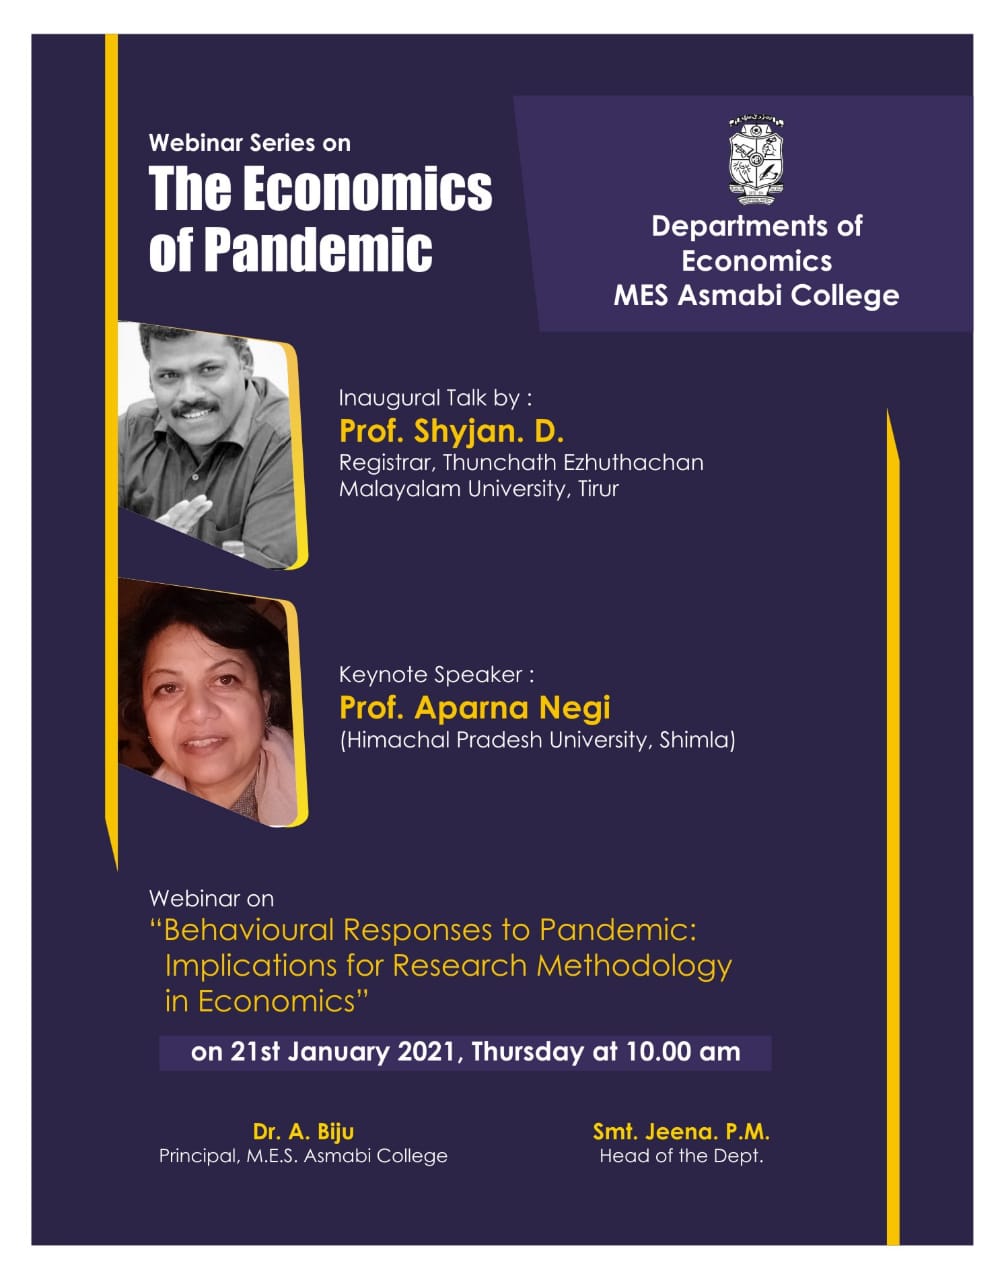 Webinar Series on
The Economics
of Pandemic
Departments of
Economics
MES Asmabi College
Inaugural Talk by :
Prof. Shyjan. D.
Registrar, Thunchath Ezhuthachan
Malayalam University, Tirur
Keynote Speaker :
Prof. Aparna Negi
(Himachal Pradesh University, Shimla)
Webinar on
“Behavioural Responses to Pandemic:
Implications for Research Methodology
in Economics”
on 21st January 2021, Thursday at 10.00 am
Dr. A. Biju
Principal, M.E.S. Asmabi College
Smt. Jeena. P.M.
Head of the Dept.